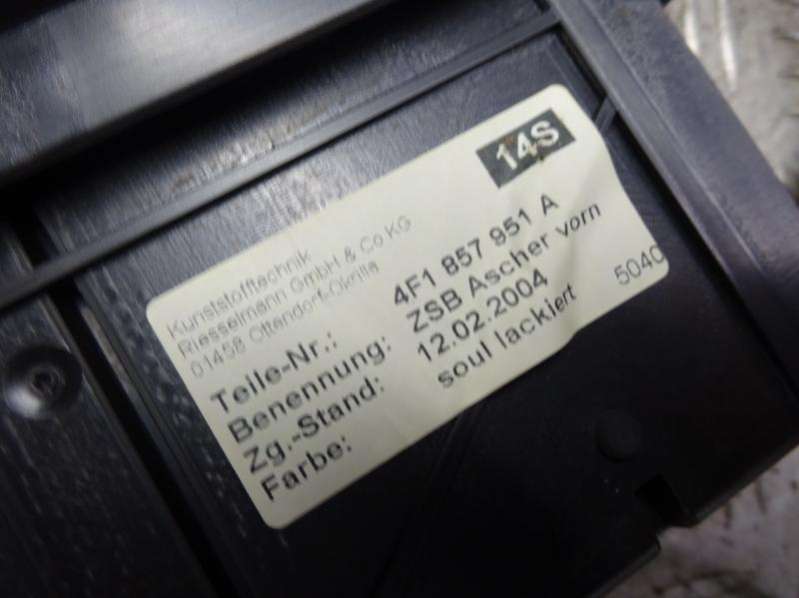 14S
Kunststofftechnik
Riesselmann GmbH & Co KG
01458 Ottendorf-Okrilla
Teile-Nr.: 4F1 857 951 A
Benennung: ZSB Ascher vorn
Zg.-Stand: 12.02.2004
Farbe: soul lackiert
5040